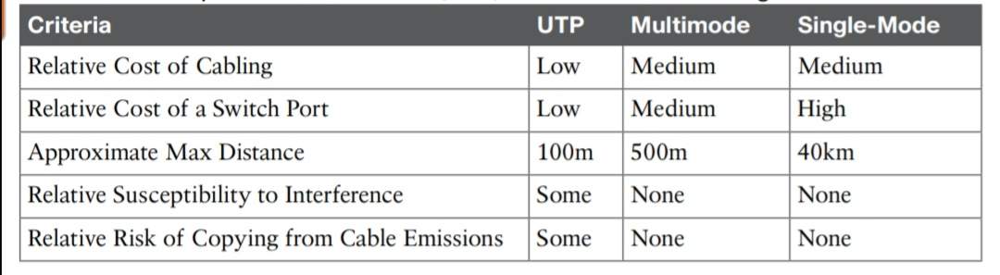 Criteria UTP Multimode Single-Mode
Relative Cost of Cabling Low Medium Medium
Relative Cost of a Switch Port Low Medium High
Approximate Max Distance 100m 500m 40km
Relative Susceptibility to Interference Some None None
Relative Risk of Copying from Cable Emissions Some None None